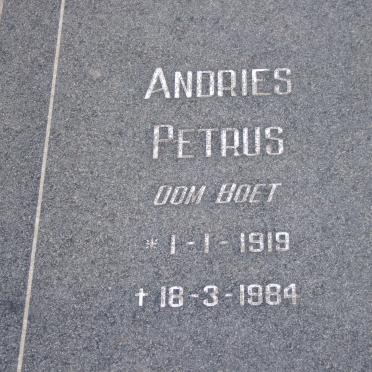 ANDRIES
PETRUS
OOM BOET
* 1-1-1919
† 18-3-1984